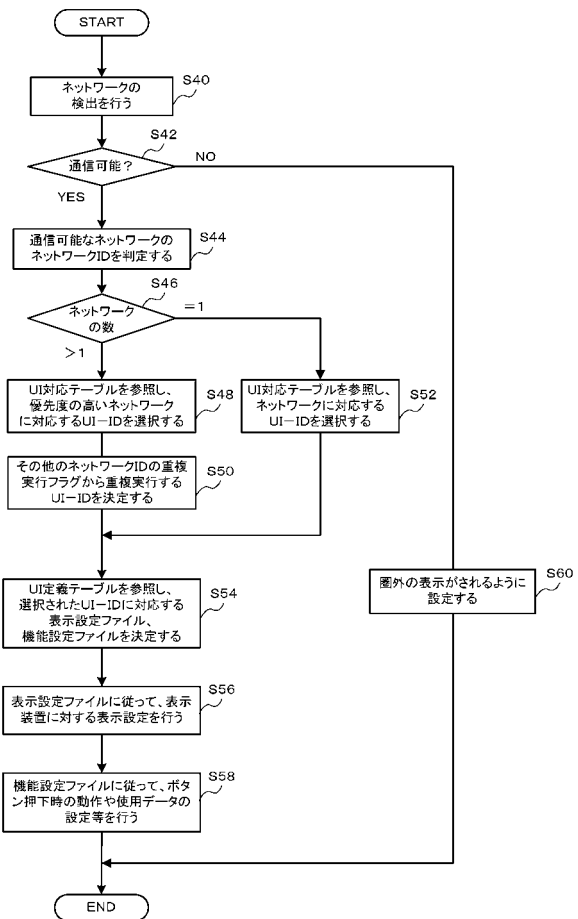 START
ネットワークの
検出を行う
S40
通信可能?
S42
NO
YES
通信可能なネットワークの
ネットワークIDを判定する
S44
ネットワーク
の数
S46
=1
>1
UI対応テーブルを参照し、
優先度の高いネットワーク
に対応するUI-IDを選択する
S48
UI対応テーブルを参照し、
ネットワークに対応する
UI-IDを選択する
S52
その他のネットワークIDの重複
実行フラグから重複実行する
UI-IDを決定する
S50
UI定義テーブルを参照し、
選択されたUI-IDに対応する
表示設定ファイル、
機能設定ファイルを決定する
S54
圏外の表示がされるように
設定する
S60
表示設定ファイルに従って、表示
装置に対する表示設定を行う
S56
機能設定ファイルに従って、ボタ
ン押下時の動作や使用データの
設定等を行う
S58
END